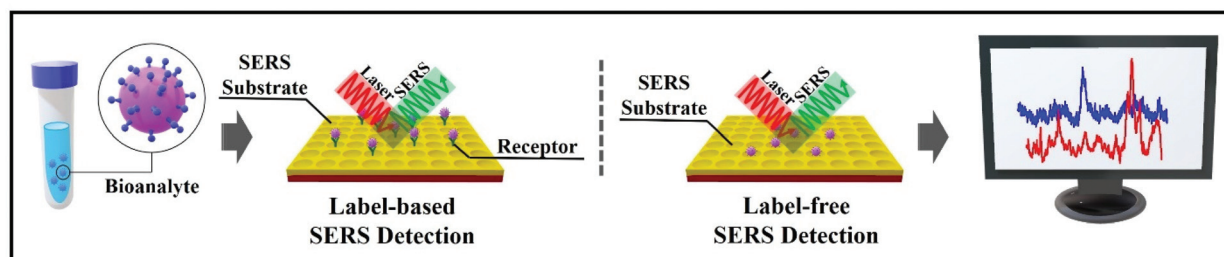 Bioanalyte
SERS
Substrate
Laser
SERS
Receptor
Label-based
SERS Detection
SERS
Substrate
Laser
SERS
Label-free
SERS Detection